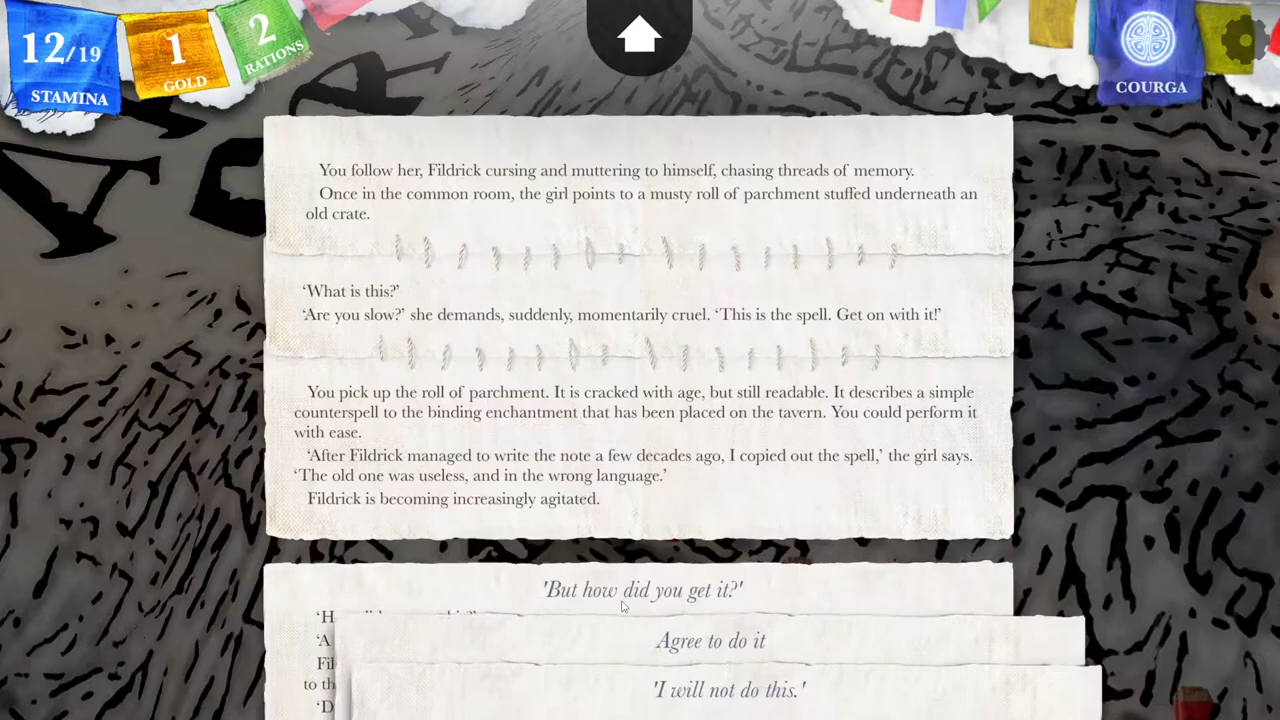 12/19
STAMINA
1
GOLD
2
RATIONS
COURGA
You follow her, Fildrick cursing and muttering to himself, chasing threads of memory.
Once in the common room, the girl points to a musty roll of parchment stuffed underneath an
old crate.
‘What is this?’
‘Are you slow?’ she demands, suddenly, momentarily cruel. ‘This is the spell. Get on with it!’
You pick up the roll of parchment. It is cracked with age, but still readable. It describes a simple
counterspell to the binding enchantment that has been placed on the tavern. You could perform it
with ease.
‘After Fildrick managed to write the note a few decades ago, I copied out the spell,’ the girl says.
‘The old one was useless, and in the wrong language.’
Fildrick is becoming increasingly agitated.
'But how did you get it?'
Agree to do it
'I will not do this.'